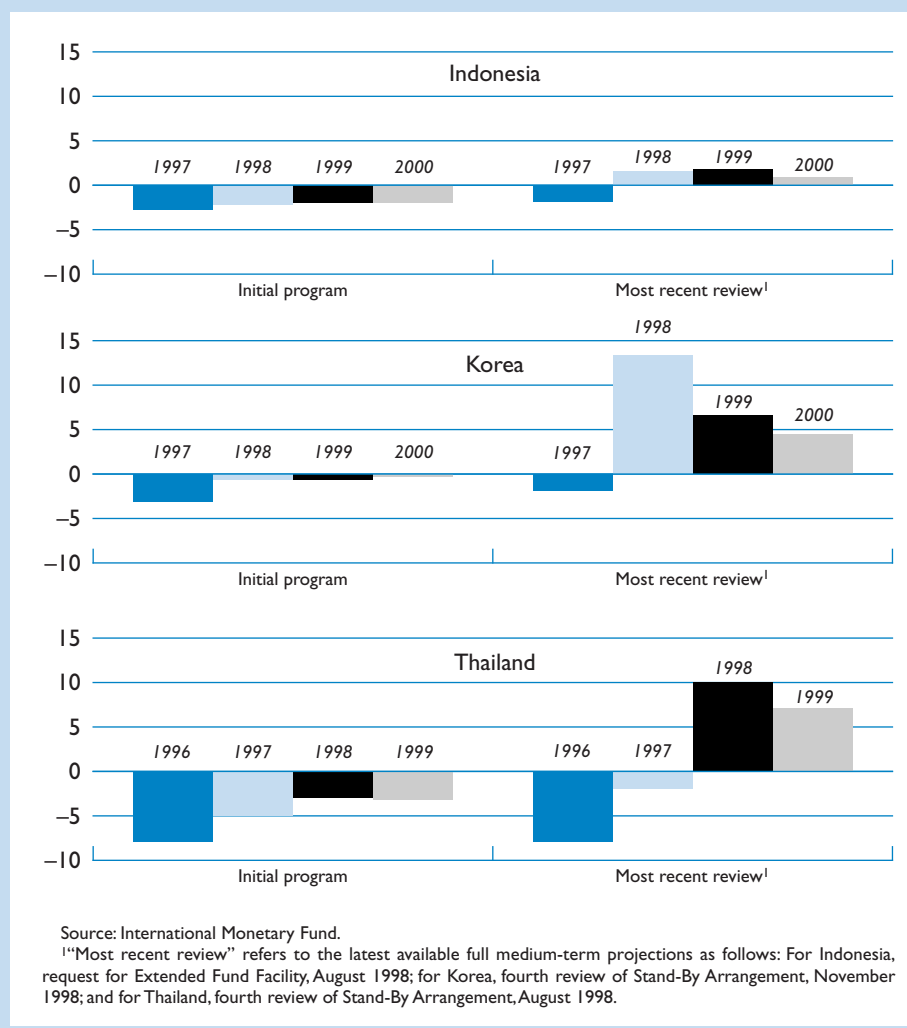 15
Indonesia
10
5
1997 1998 1999 2000 1997 1998 1999 2000
0
–5
–10
Initial program Most recent review1
15
1998
Korea
10
1999
5
2000
1997 1998 1999 2000 1997
0
–5
–10
Initial program Most recent review1
15
Thailand
1998
10
1999
5
1996 1997 1998 1999 1996 1997
0
–5
–10
Initial program Most recent review1
Source: International Monetary Fund.
1“Most recent review” refers to the latest available full medium-term projections as follows: For Indonesia,
request for Extended Fund Facility, August 1998; for Korea, fourth review of Stand-By Arrangement, November
1998; and for Thailand, fourth review of Stand-By Arrangement, August 1998.